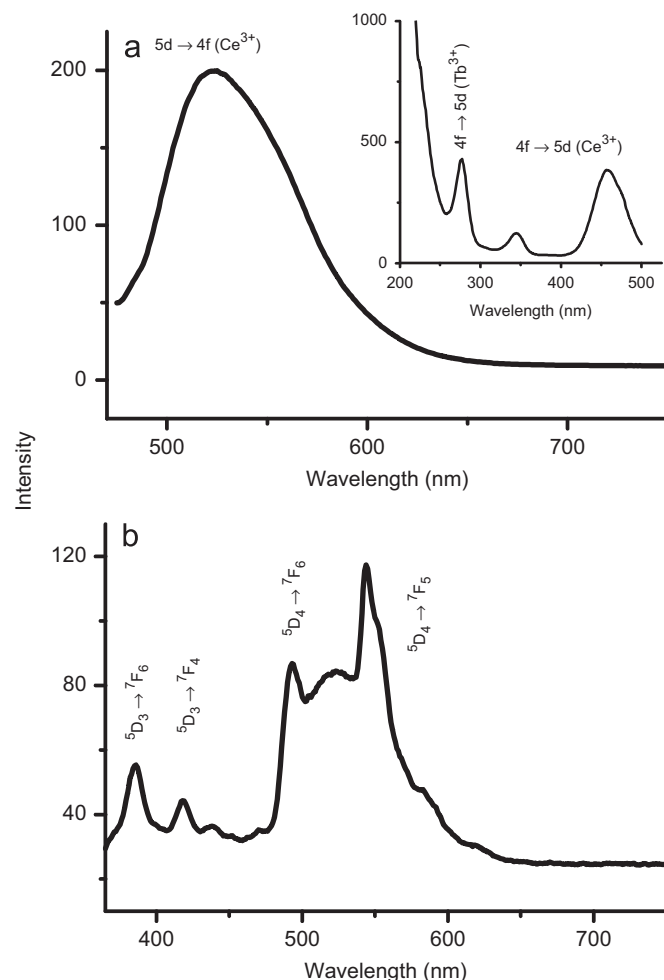 a
5d → 4f (Ce³⁺)
200
100
0
500
600
700
Wavelength (nm)
1000
500
0
4f → 5d (Tb³⁺)
4f → 5d (Ce³⁺)
200
300
400
500
Wavelength (nm)
Intensity
b
120
80
40
⁵D₃ → ⁷F₆
⁵D₃ → ⁷F₄
⁵D₄ → ⁷F₆
⁵D₄ → ⁷F₅
400
500
600
700
Wavelength (nm)